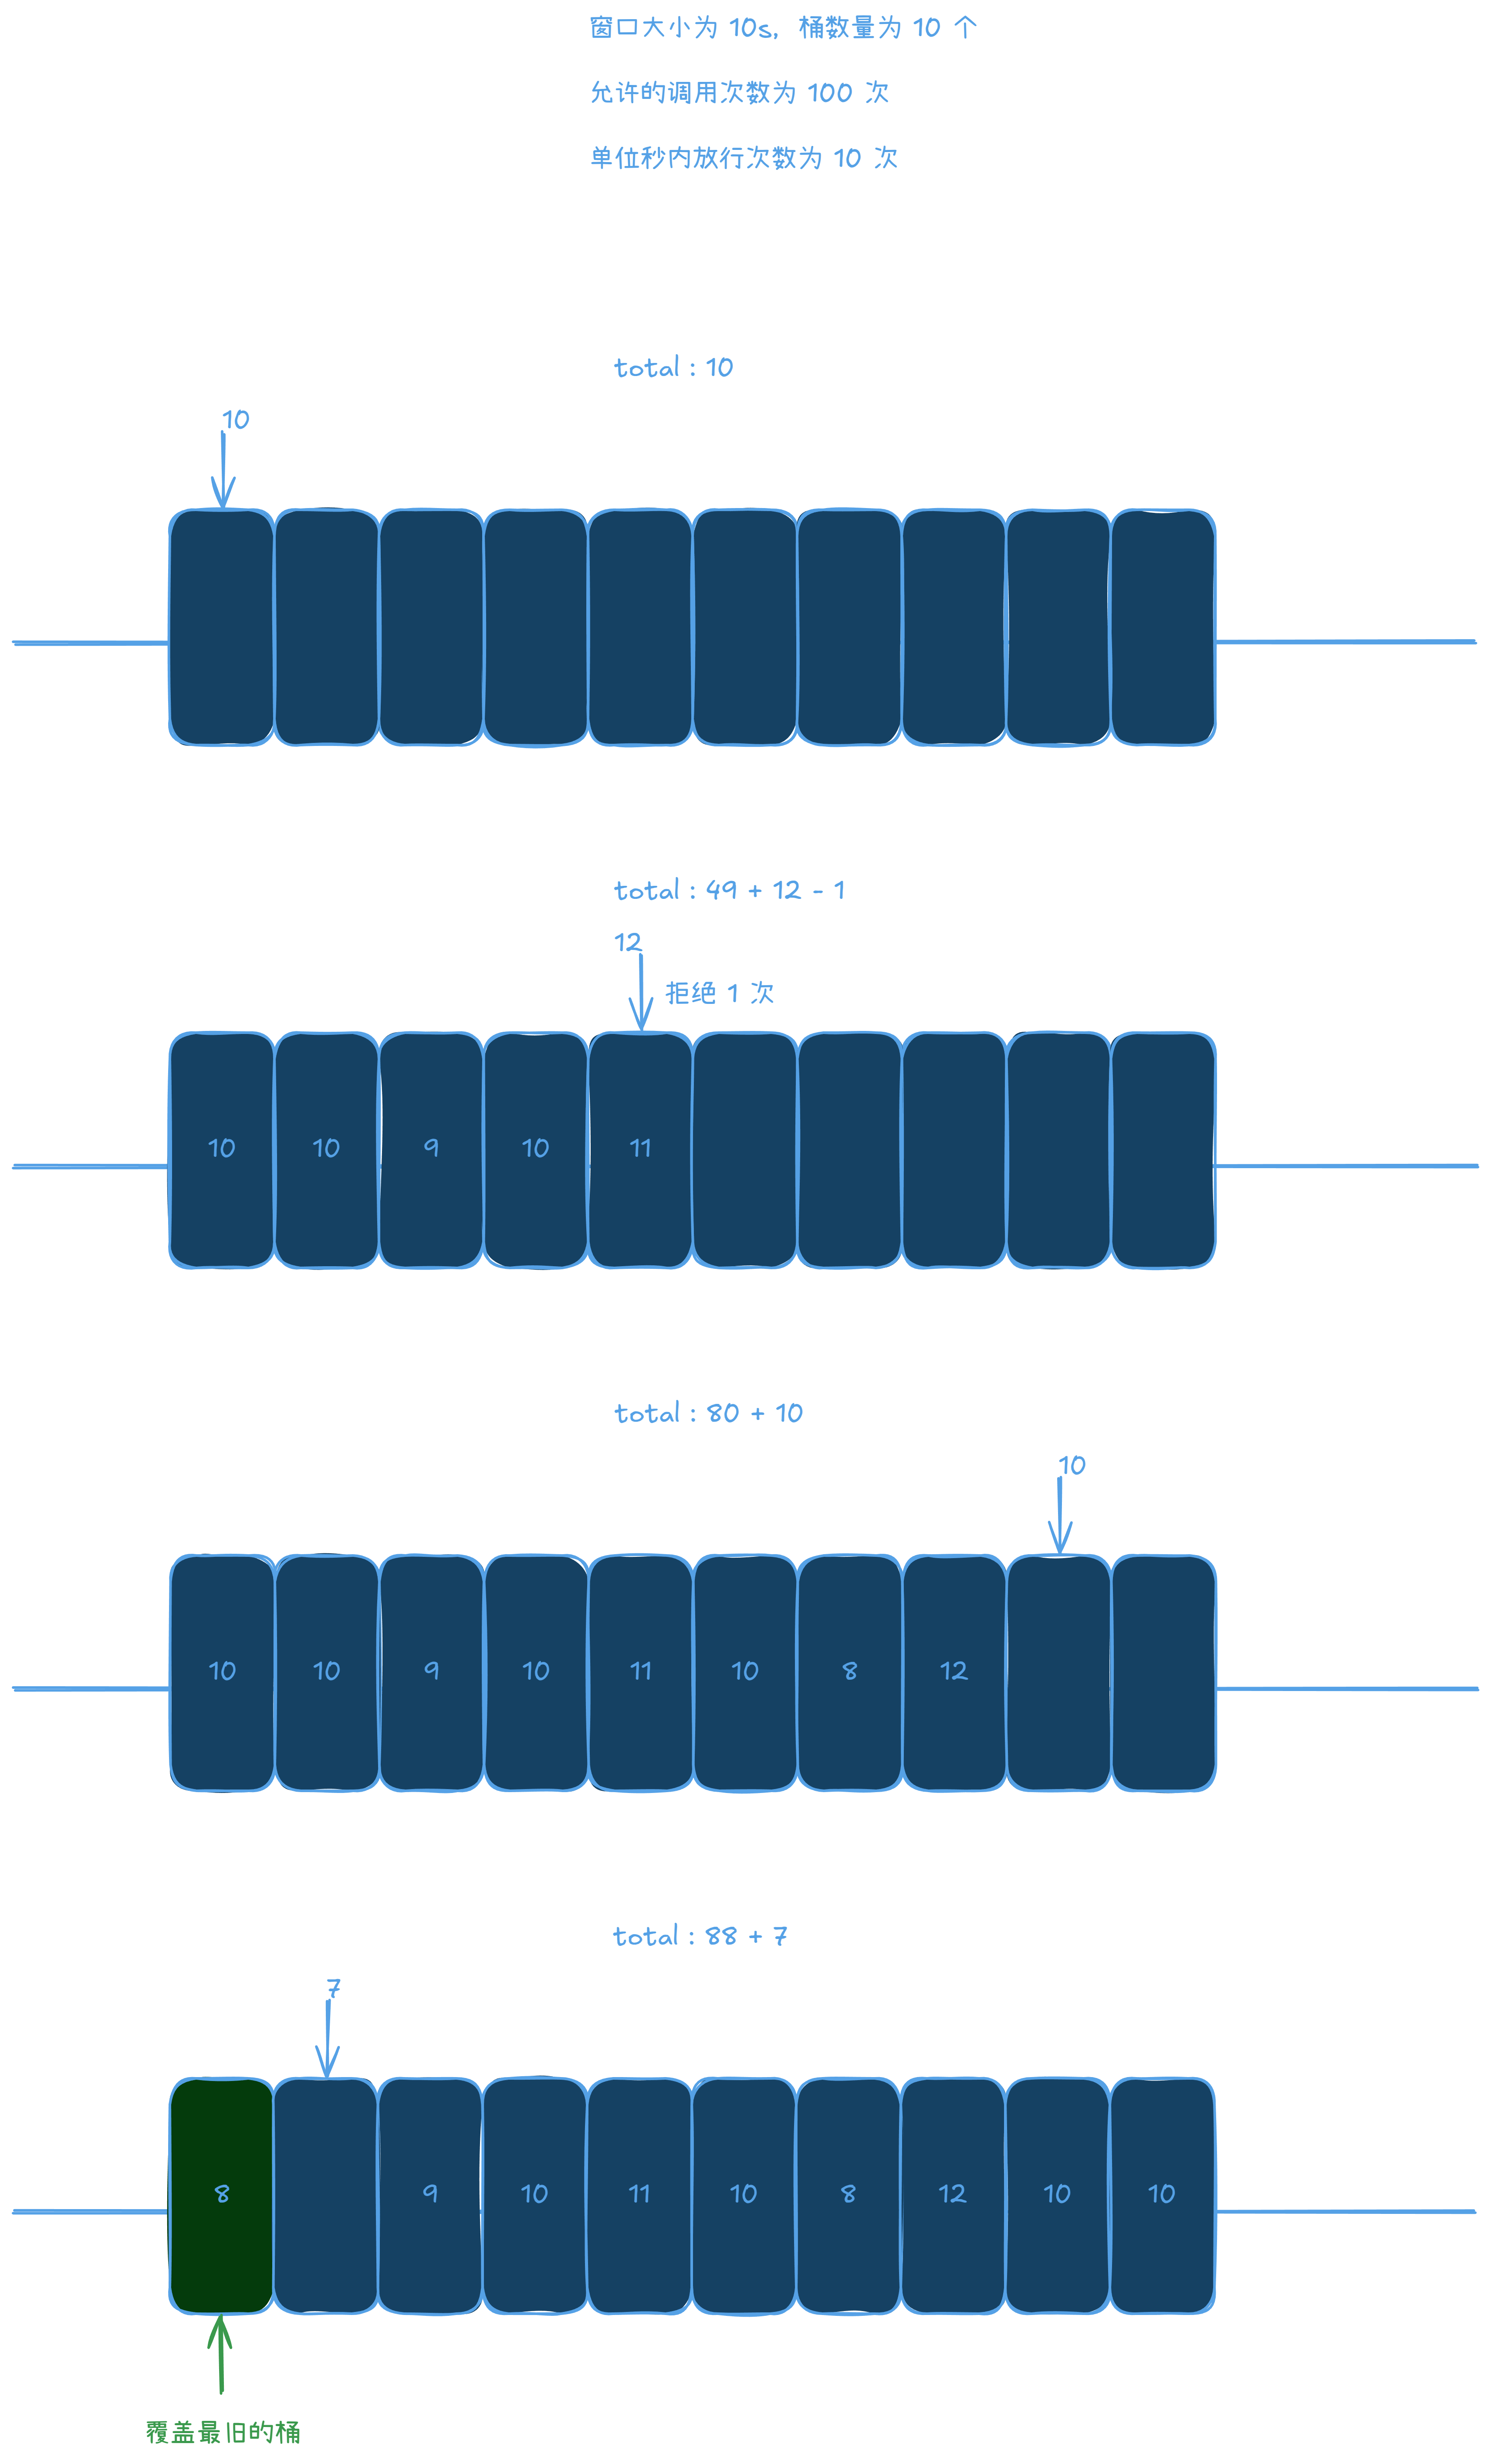 窗口大小为 10s, 桶数量为 10 个
允许的调用次数为 100 次
单位秒内放行次数为 10 次
total : 10
10
total : 49 + 12 - 1
12
拒绝 1 次
10 10 9 10 11
total : 80 + 10
10
10 10 9 10 11 10 8 12
total : 88 + 7
7
8 9 10 11 10 8 12 10 10
覆盖最旧的桶